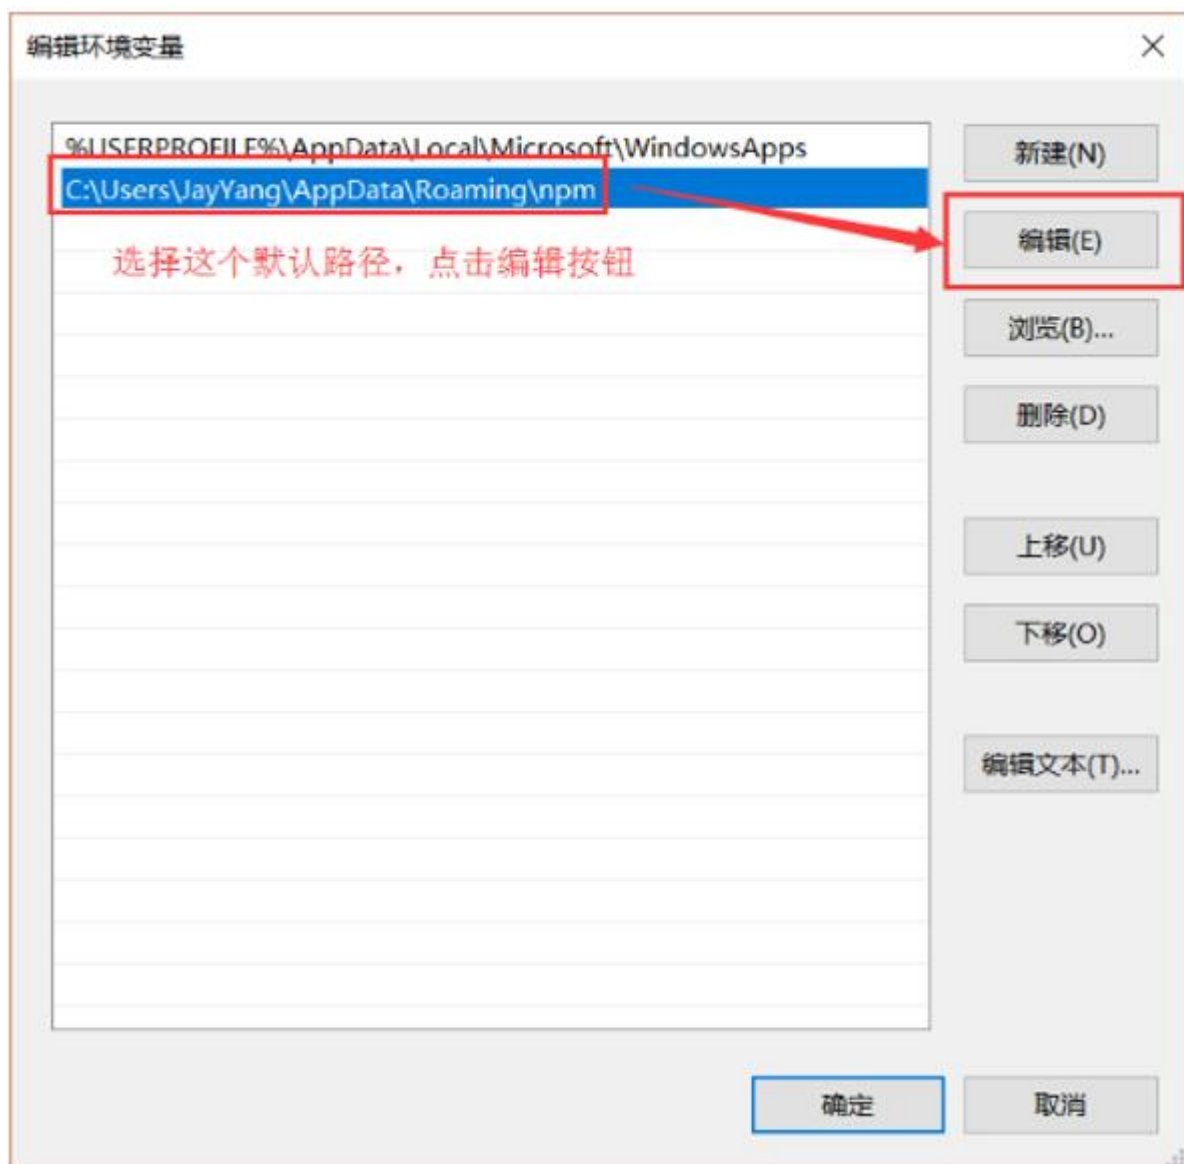 编辑环境变量
%USERPROFILE%\AppData\Local\Microsoft\WindowsApps
C:\Users\JayYang\AppData\Roaming\npm
选择这个默认路径，点击编辑按钮
新建(N)
编辑(E)
浏览(B)...
删除(D)
上移(U)
下移(O)
编辑文本(T)...
确定
取消